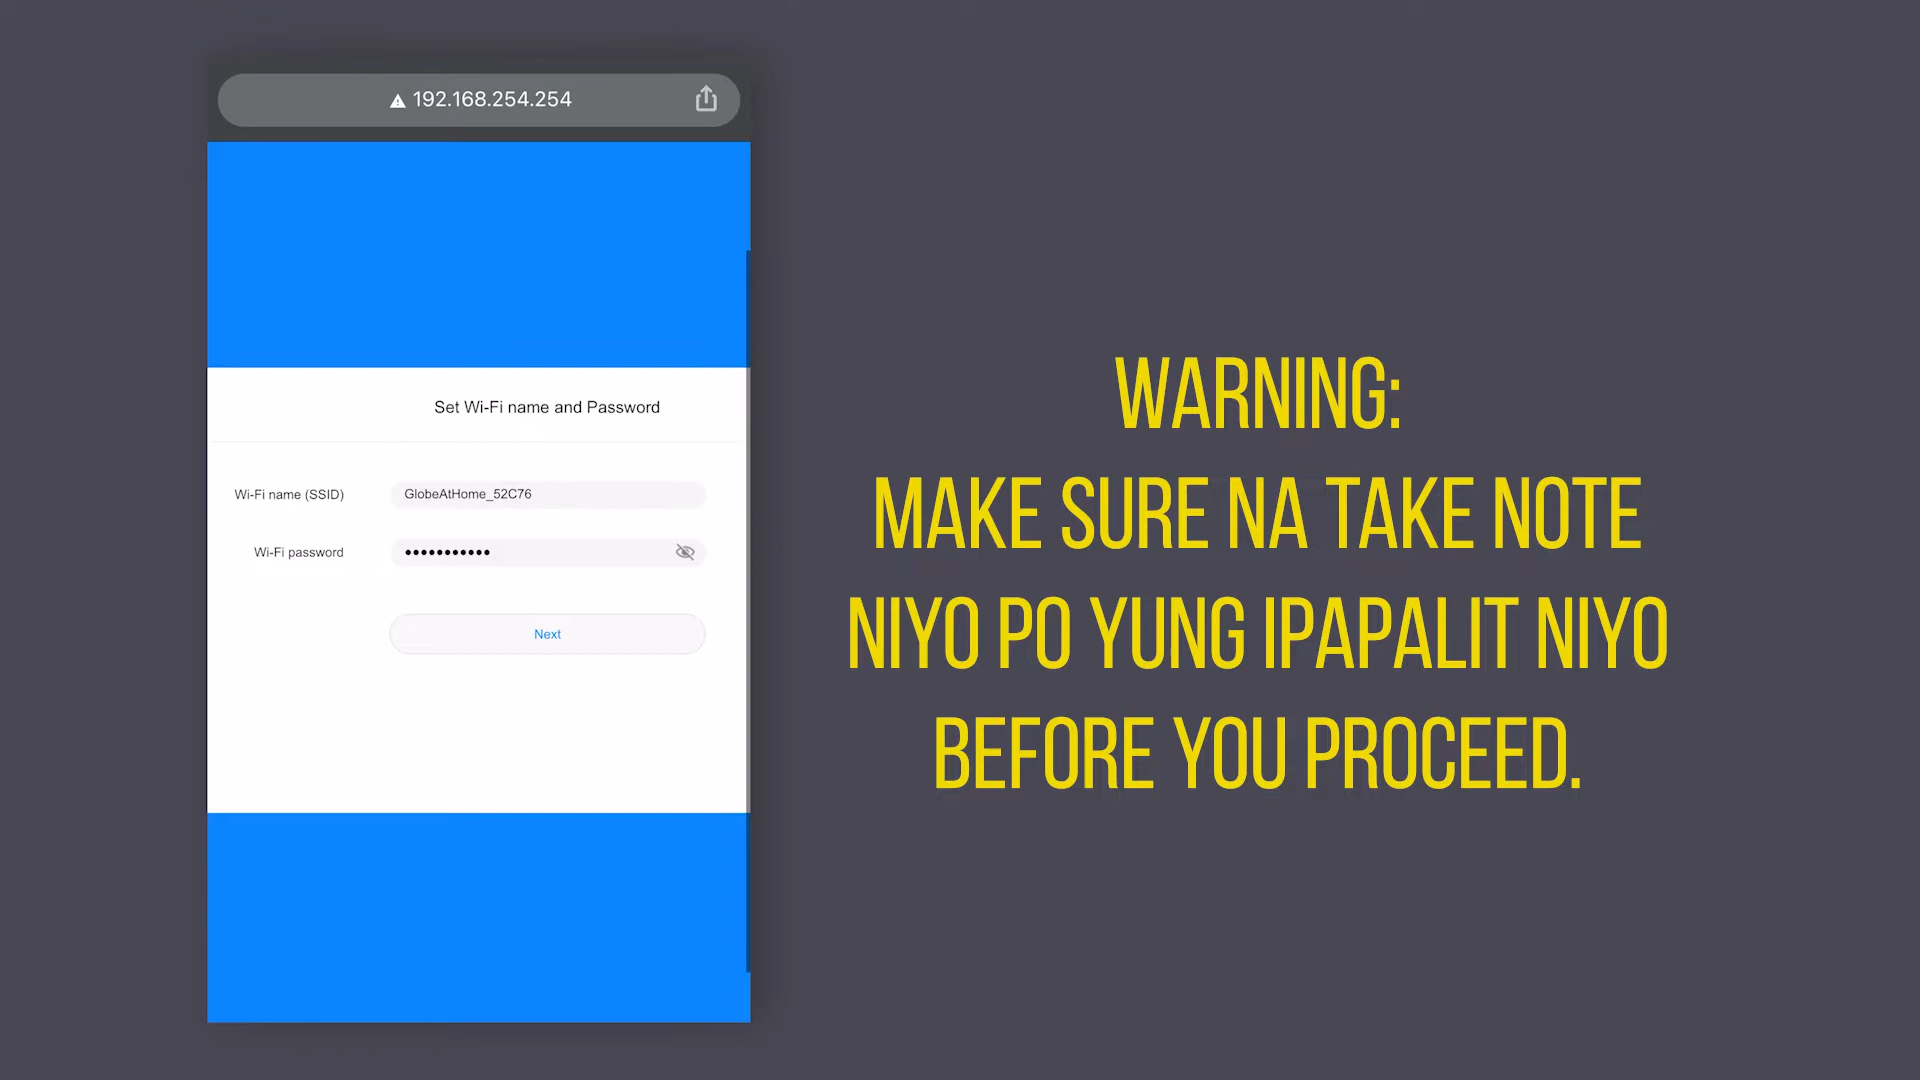 192.168.254.254
Set Wi-Fi name and Password
Wi-Fi name (SSID)
GlobeAtHome_52C76
Wi-Fi password
•••••••••••
Next
WARNING:
MAKE SURE NA TAKE NOTE
NIYO PO YUNG IPAPALIT NIYO
BEFORE YOU PROCEED.